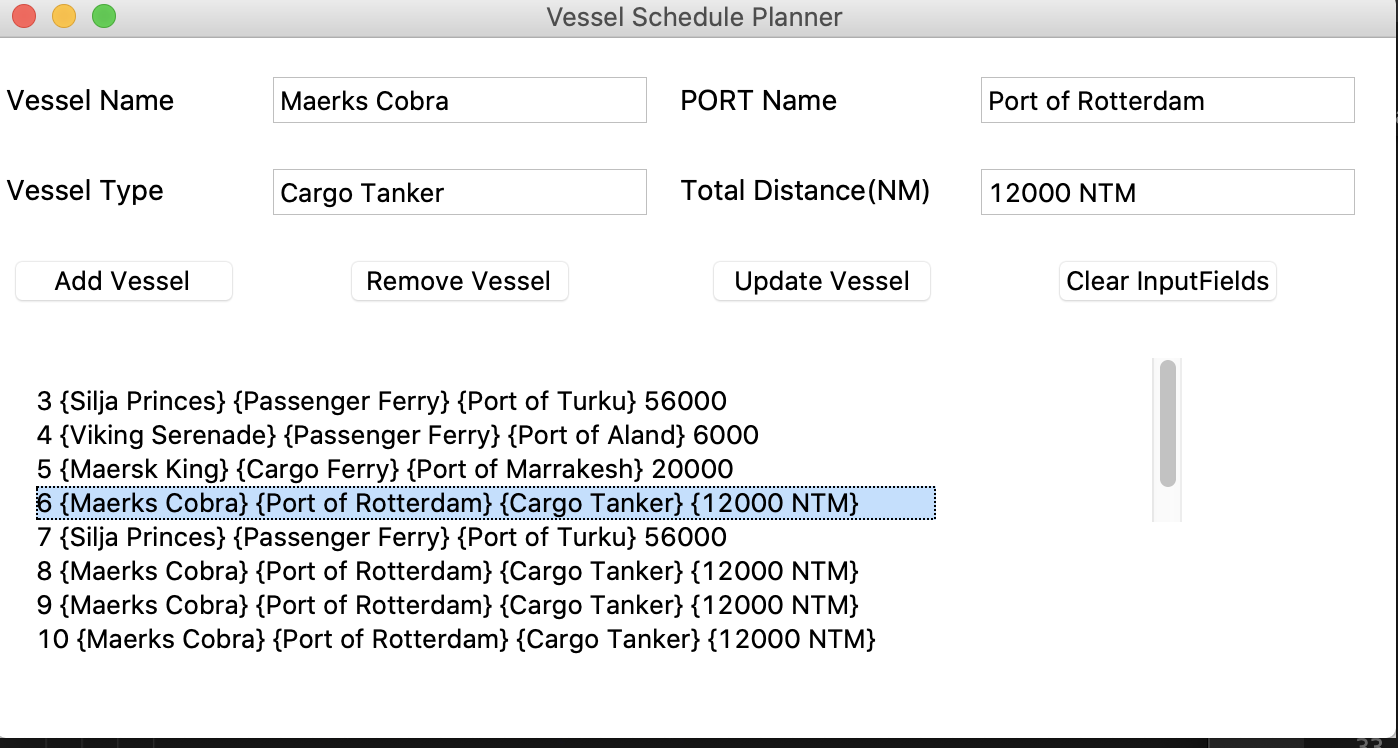 Vessel Schedule Planner
Vessel Name Maerks Cobra PORT Name Port of Rotterdam
Vessel Type Cargo Tanker Total Distance(NM) 12000 NTM
Add Vessel Remove Vessel Update Vessel Clear InputFields
3 {Silja Princes} {Passenger Ferry} {Port of Turku} 56000
4 {Viking Serenade} {Passenger Ferry} {Port of Aland} 6000
5 {Maersk King} {Cargo Ferry} {Port of Marrakesh} 20000
6 {Maerks Cobra} {Port of Rotterdam} {Cargo Tanker} {12000 NTM}
7 {Silja Princes} {Passenger Ferry} {Port of Turku} 56000
8 {Maerks Cobra} {Port of Rotterdam} {Cargo Tanker} {12000 NTM}
9 {Maerks Cobra} {Port of Rotterdam} {Cargo Tanker} {12000 NTM}
10 {Maerks Cobra} {Port of Rotterdam} {Cargo Tanker} {12000 NTM}